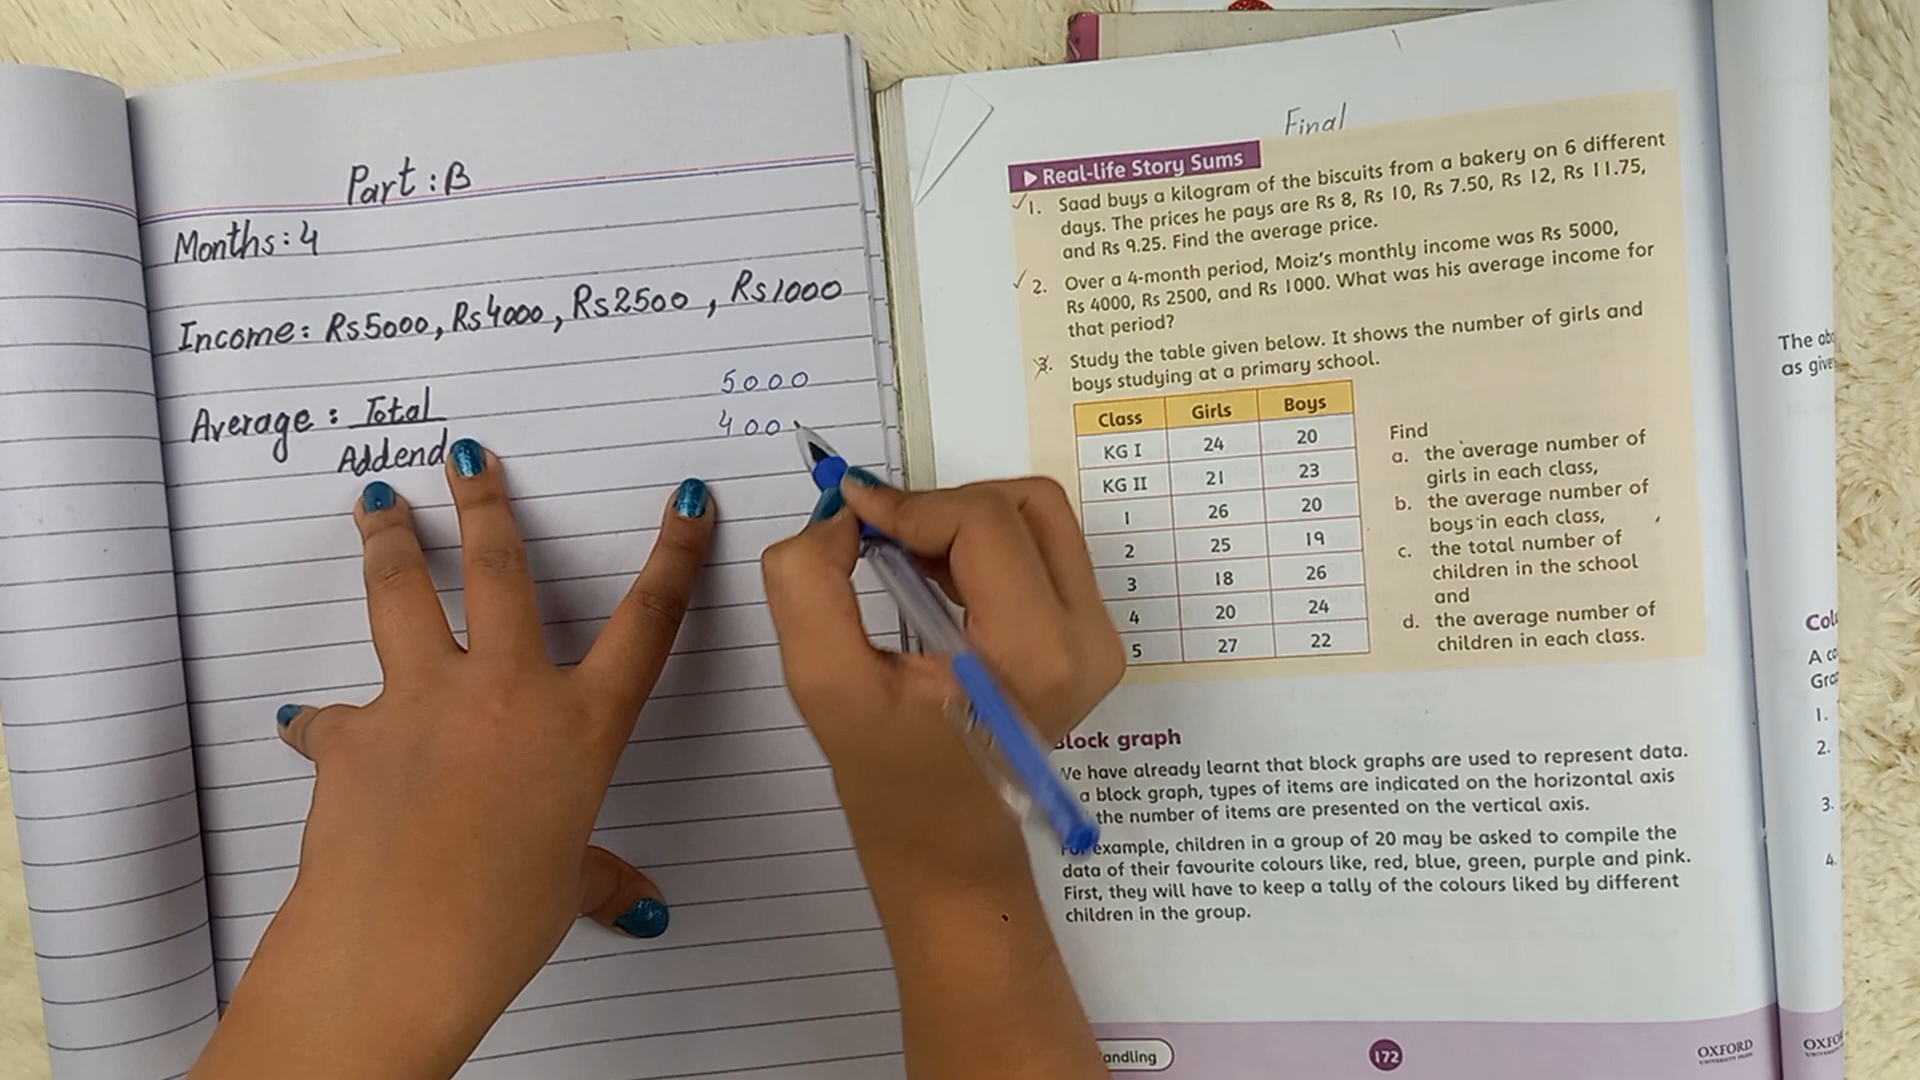 Part : B
Months : 4
Income : Rs5000, Rs4000, Rs2500, Rs1000
Average : Total
Addend
5000
400
Final
Real-life Story Sums
1. Saad buys a kilogram of the biscuits from a bakery on 6 different
days. The prices he pays are Rs 8, Rs 10, Rs 7.50, Rs 12, Rs 11.75,
and Rs 9.25. Find the average price.
2. Over a 4-month period, Moiz's monthly income was Rs 5000,
Rs 4000, Rs 2500, and Rs 1000. What was his average income for
that period?
3. Study the table given below. It shows the number of girls and
boys studying at a primary school.
Class Girls Boys
KG I 24 20
KG II 21 23
1 26 20
2 25 19
3 18 26
4 20 24
5 27 22
Find
a. the average number of
girls in each class,
b. the average number of
boys in each class,
c. the total number of
children in the school
and
d. the average number of
children in each class.
Block graph
We have already learnt that block graphs are used to represent data.
a block graph, types of items are indicated on the horizontal axis
the number of items are presented on the vertical axis.
For example, children in a group of 20 may be asked to compile the
data of their favourite colours like, red, blue, green, purple and pink.
First, they will have to keep a tally of the colours liked by different
children in the group.
andling
172
OXFORD
UNIVERSITY PRESS
The
as give
A
1.
2.
3.
4.